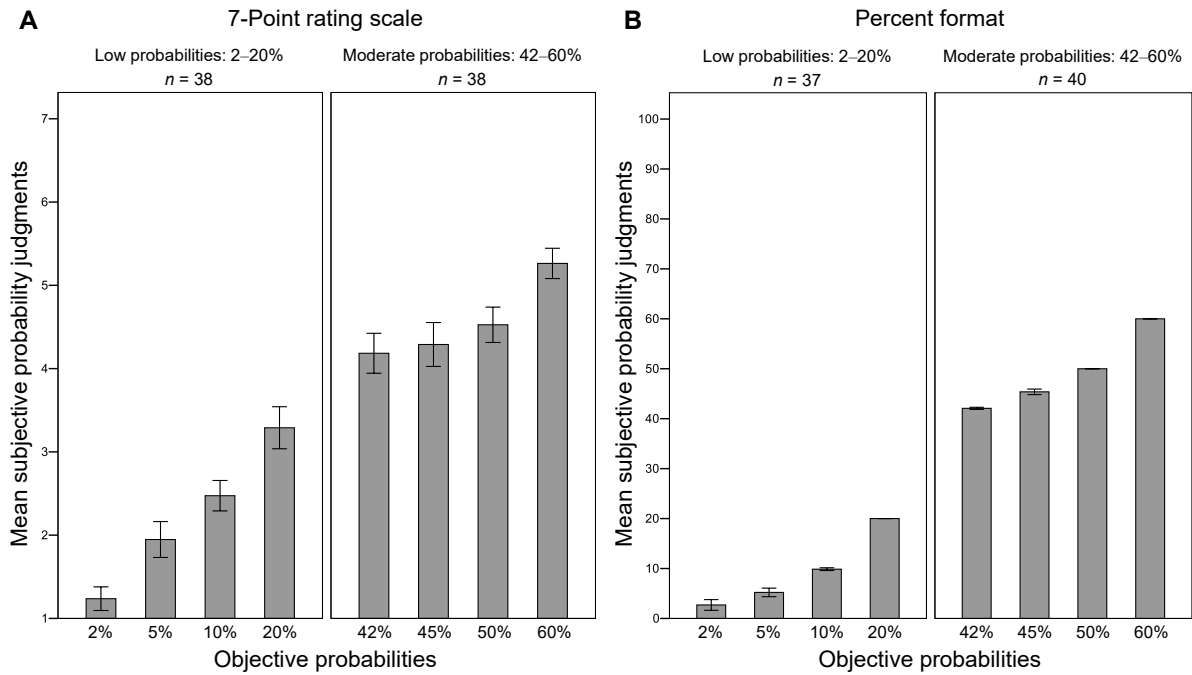 A
7-Point rating scale
Low probabilities: 2–20%
n = 38
Moderate probabilities: 42–60%
n = 38
Mean subjective probability judgments
7
6
5
4
3
2
1
2% 5% 10% 20% 42% 45% 50% 60%
Objective probabilities
B
Percent format
Low probabilities: 2–20%
n = 37
Moderate probabilities: 42–60%
n = 40
Mean subjective probability judgments
100
90
80
70
60
50
40
30
20
10
0
2% 5% 10% 20% 42% 45% 50% 60%
Objective probabilities